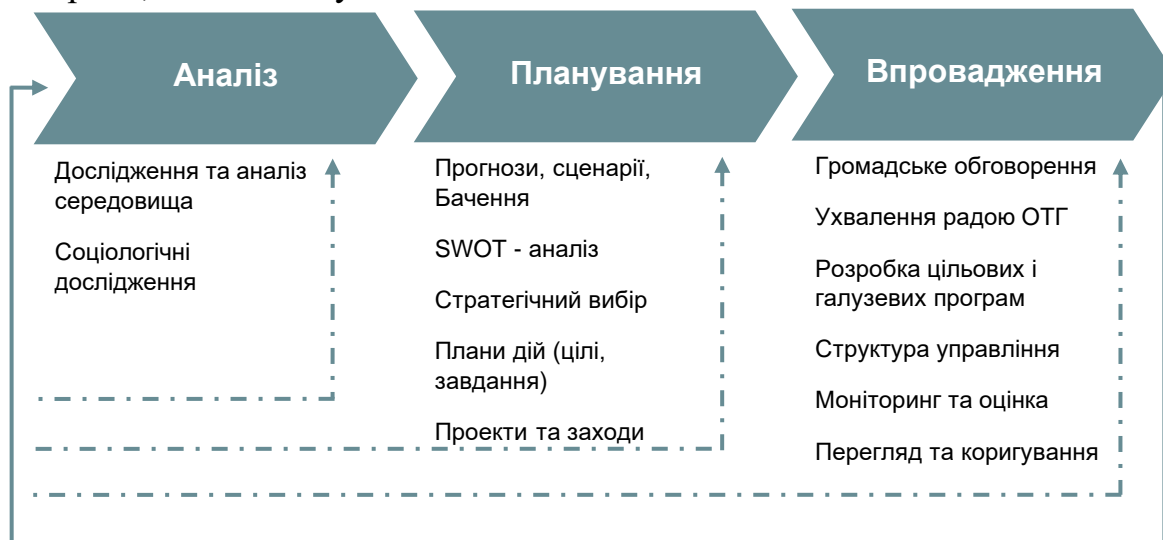 Аналіз
Дослідження та аналіз
середовища
Соціологічні
дослідження
Планування
Прогнози, сценарії,
Бачення
SWOT - аналіз
Стратегічний вибір
Плани дій (цілі,
завдання)
Проекти та заходи
Впровадження
Громадське обговорення
Ухвалення радою ОТГ
Розробка цільових і
галузевих програм
Структура управління
Моніторинг та оцінка
Перегляд та коригування